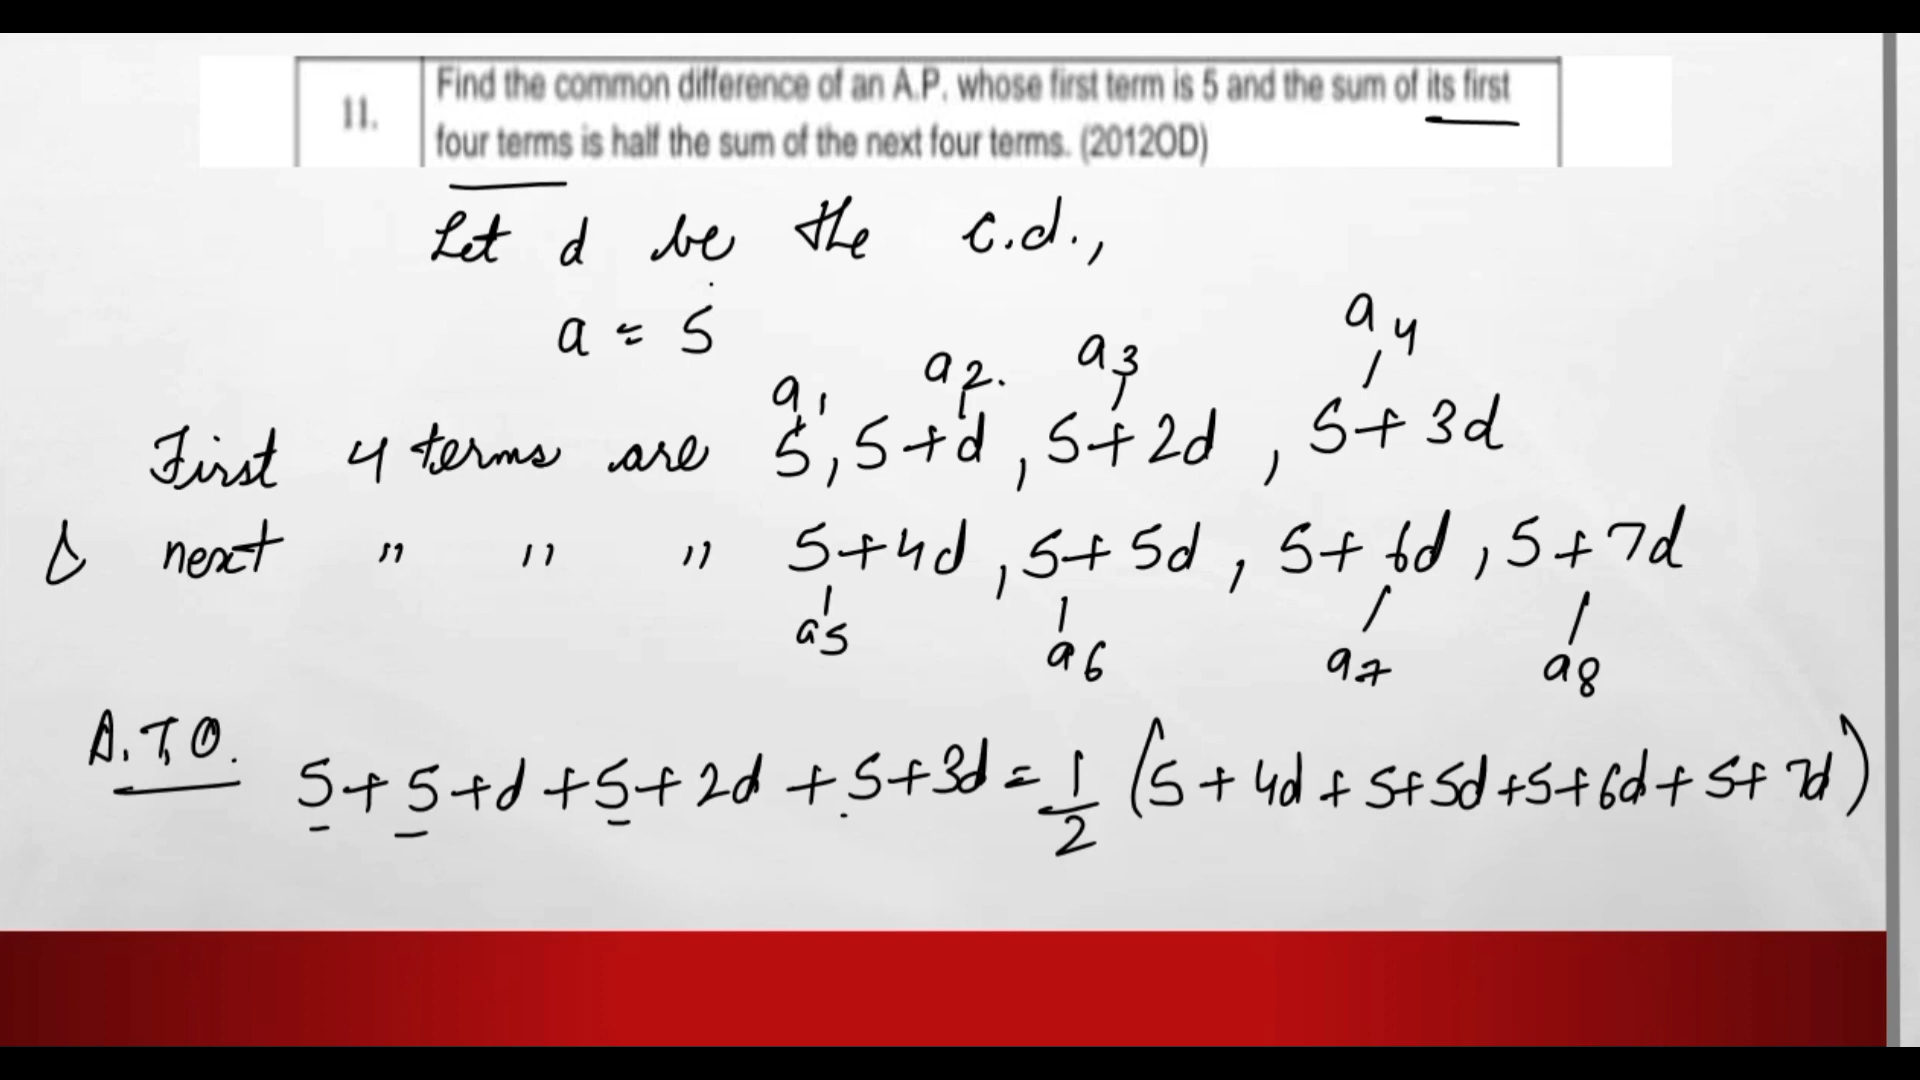 11. Find the common difference of an A.P. whose first term is 5 and the sum of its first
four terms is half the sum of the next four terms. (2012OD)
Let d be the c.d.,
a = 5
a1 a2. a3 a4
First 4 terms are 5, 5+d, 5+2d, 5+3d
& next " " " 5+4d, 5+5d, 5+6d, 5+7d
a5 a6 a7 a8
A.T.Q. 5+5+d+5+2d+5+3d = 1/2 (5+4d+5+5d+5+6d+5+7d)